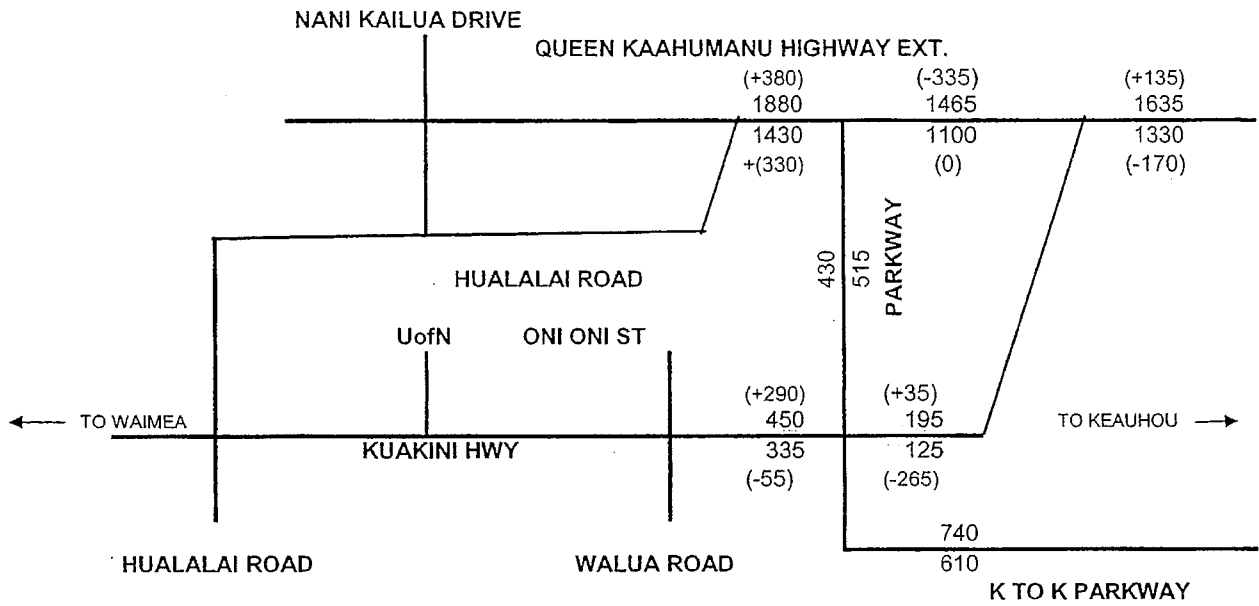 NANI KAILUA DRIVE
QUEEN KAAHUMANU HIGHWAY EXT.
(+380) (-335) (+135)
1880 1465 1635
1430 1100 1330
+(330) (0) (-170)
430 515 PARKWAY
HUALALAI ROAD
UofN ONI ONI ST
(+290) (+35)
← TO WAIMEA 450 195 TO KEAUHOU →
KUAKINI HWY 335 125
(-55) (-265)
740
HUALALAI ROAD WALUA ROAD 610
K TO K PARKWAY